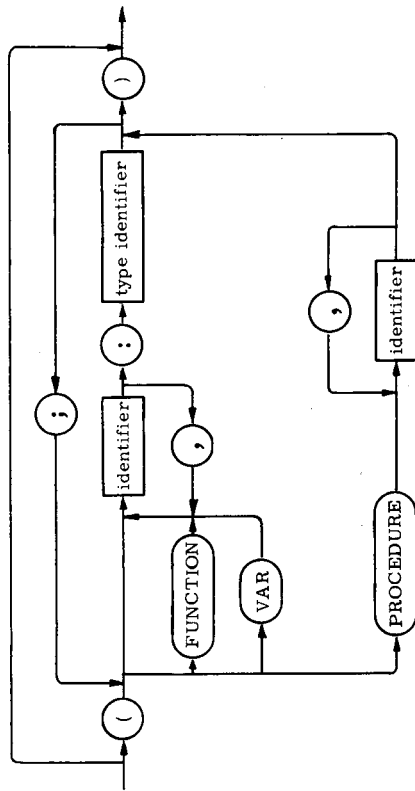 ;
( identifier : type identifier )
FUNCTION ,
VAR
,
PROCEDURE identifier